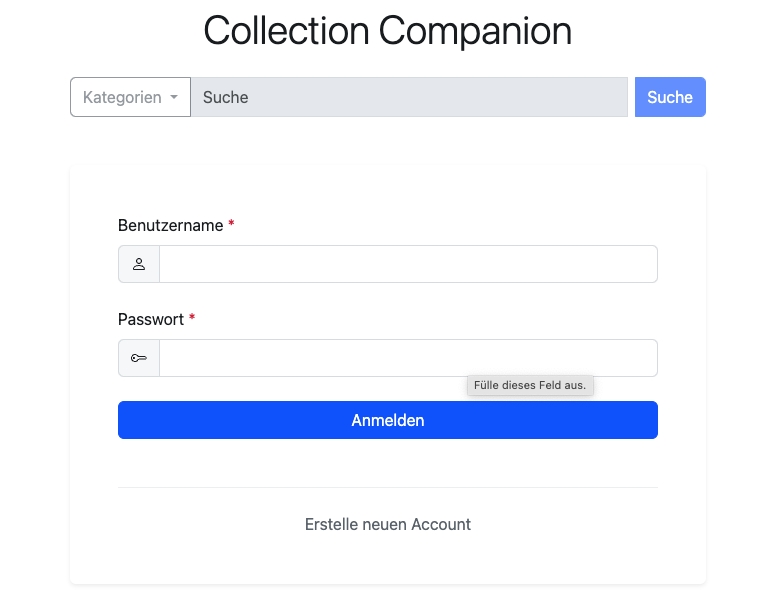 Collection Companion
Kategorien Suche Suche
Benutzername *
Passwort *
Fülle dieses Feld aus.
Anmelden
Erstelle neuen Account